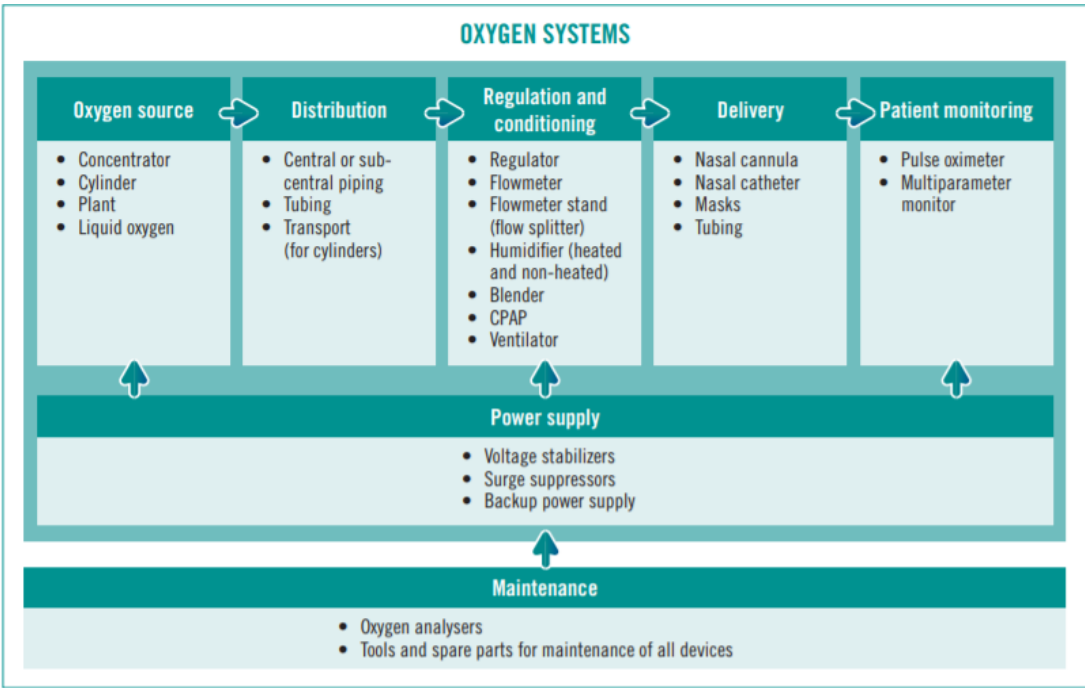 OXYGEN SYSTEMS
Oxygen source
• Concentrator
• Cylinder
• Plant
• Liquid oxygen
Distribution
• Central or sub-
central piping
• Tubing
• Transport
(for cylinders)
Regulation and
conditioning
• Regulator
• Flowmeter
• Flowmeter stand
(flow splitter)
• Humidifier (heated
and non-heated)
• Blender
• CPAP
• Ventilator
Delivery
• Nasal cannula
• Nasal catheter
• Masks
• Tubing
Patient monitoring
• Pulse oximeter
• Multiparameter
monitor
Power supply
• Voltage stabilizers
• Surge suppressors
• Backup power supply
Maintenance
• Oxygen analysers
• Tools and spare parts for maintenance of all devices